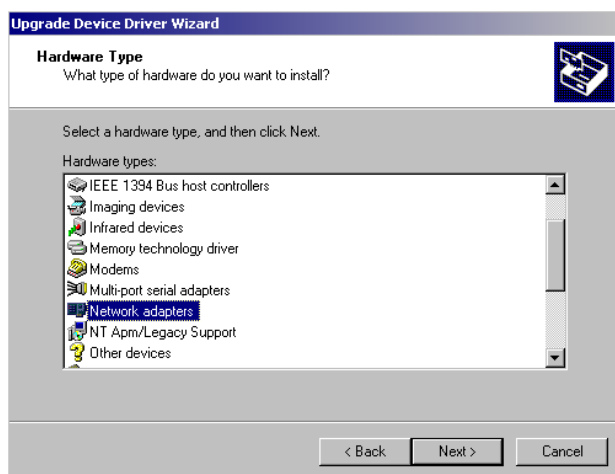 Upgrade Device Driver Wizard
Hardware Type
What type of hardware do you want to install?
Select a hardware type, and then click Next.
Hardware types:
IEEE 1394 Bus host controllers
Imaging devices
Infrared devices
Memory technology driver
Modems
Multi-port serial adapters
Network adapters
NT Apm/Legacy Support
Other devices
< Back Next > Cancel